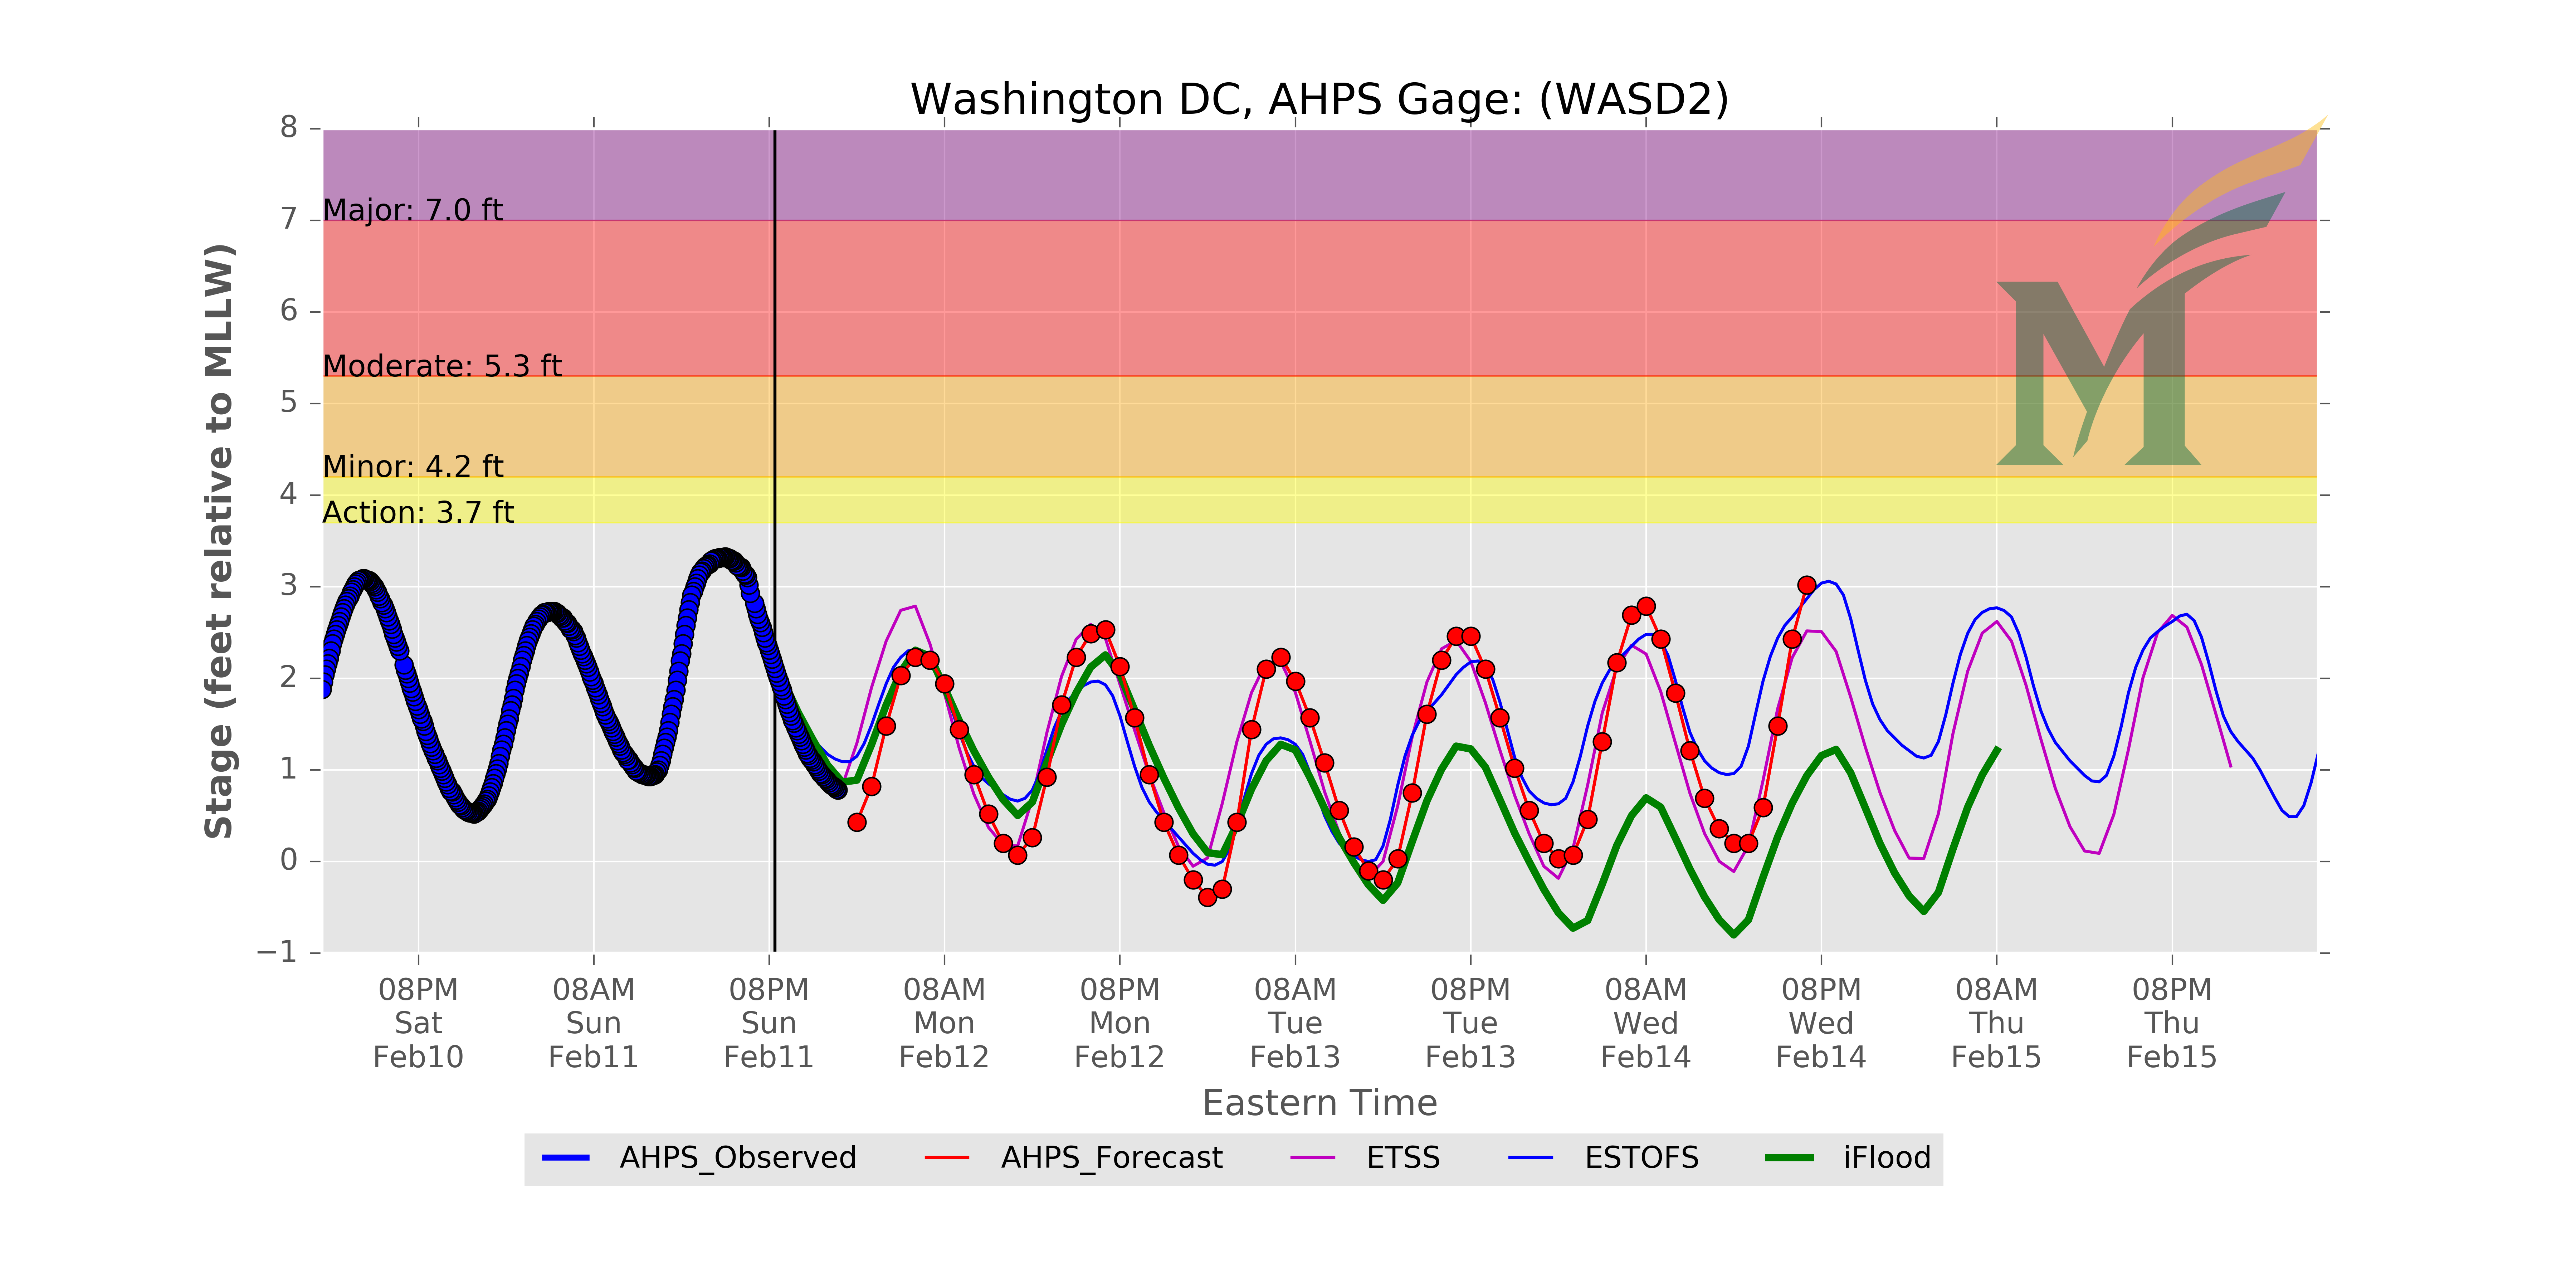 Washington DC, AHPS Gage: (WASD2)
Stage (feet relative to MLLW)
8
7
6
5
4
3
2
1
0
−1
Major: 7.0 ft
Moderate: 5.3 ft
Minor: 4.2 ft
Action: 3.7 ft
M
08PM 08AM 08PM 08AM 08PM 08AM 08PM 08AM 08PM 08AM 08PM
Sat Sun Sun Mon Mon Tue Tue Wed Wed Thu Thu
Feb10 Feb11 Feb11 Feb12 Feb12 Feb13 Feb13 Feb14 Feb14 Feb15 Feb15
Eastern Time
AHPS_Observed AHPS_Forecast ETSS ESTOFS iFlood